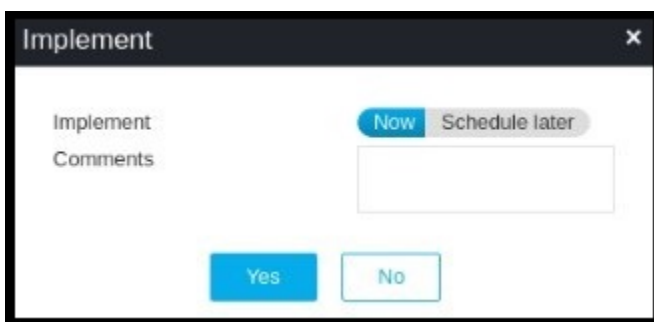 Implement ×
Implement Now Schedule later
Comments
Yes No